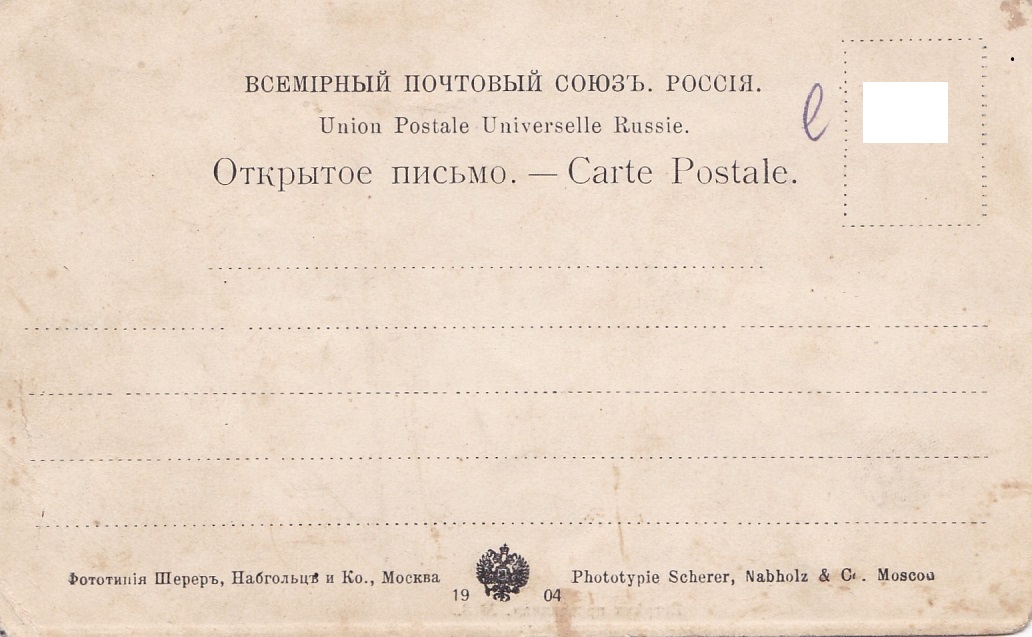 ВСЕМІРНЫЙ ПОЧТОВЫЙ СОЮЗЪ. РОССІЯ.
Union Postale Universelle Russie.
Открытое письмо. — Carte Postale.
Фототипія Шереръ, Набгольцъ и Ко., Москва
19 04
Phototypie Scherer, Nabholz & Co. Moscou